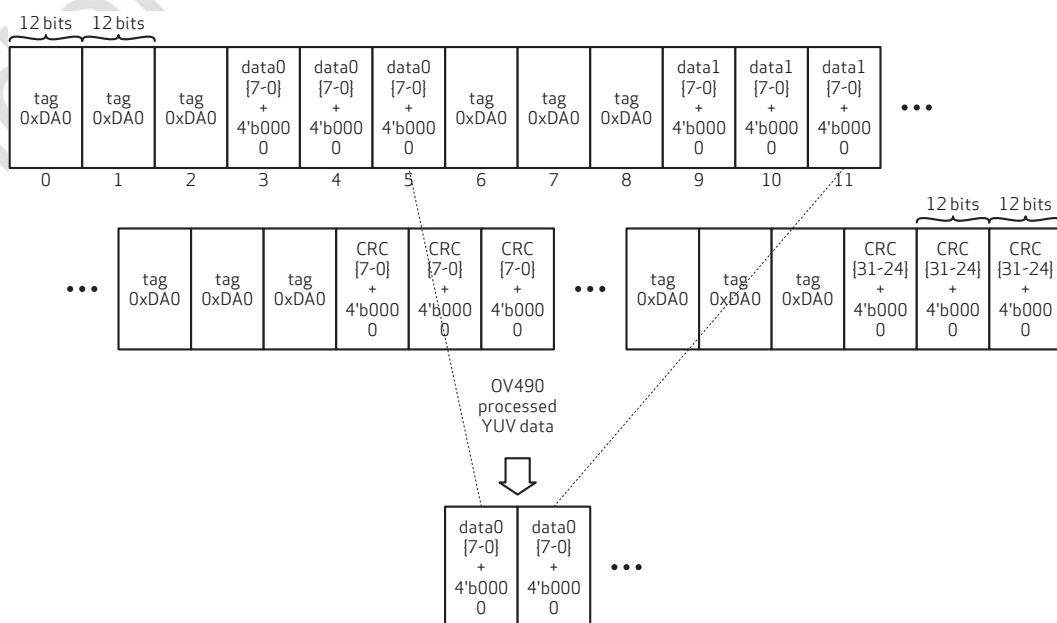 12 bits 12 bits
tag
0xDA0
tag
0xDA0
tag
0xDA0
data0
{7-0}
+
4'b000
0
data0
{7-0}
+
4'b000
0
data0
{7-0}
+
4'b000
0
tag
0xDA0
tag
0xDA0
tag
0xDA0
data1
{7-0}
+
4'b000
0
data1
{7-0}
+
4'b000
0
data1
{7-0}
+
4'b000
0
•••
0 1 2 3 4 5 6 7 8 9 10 11
12 bits 12 bits
•••
tag
0xDA0
tag
0xDA0
tag
0xDA0
CRC
{7-0}
+
4'b000
0
CRC
{7-0}
+
4'b000
0
CRC
{7-0}
+
4'b000
0
•••
tag
0xDA0
tag
0xDA0
tag
0xDA0
CRC
{31-24}
+
4'b000
0
CRC
{31-24}
+
4'b000
0
CRC
{31-24}
+
4'b000
0
OV490
processed
YUV data
data0
{7-0}
+
4'b000
0
data0
{7-0}
+
4'b000
0
•••